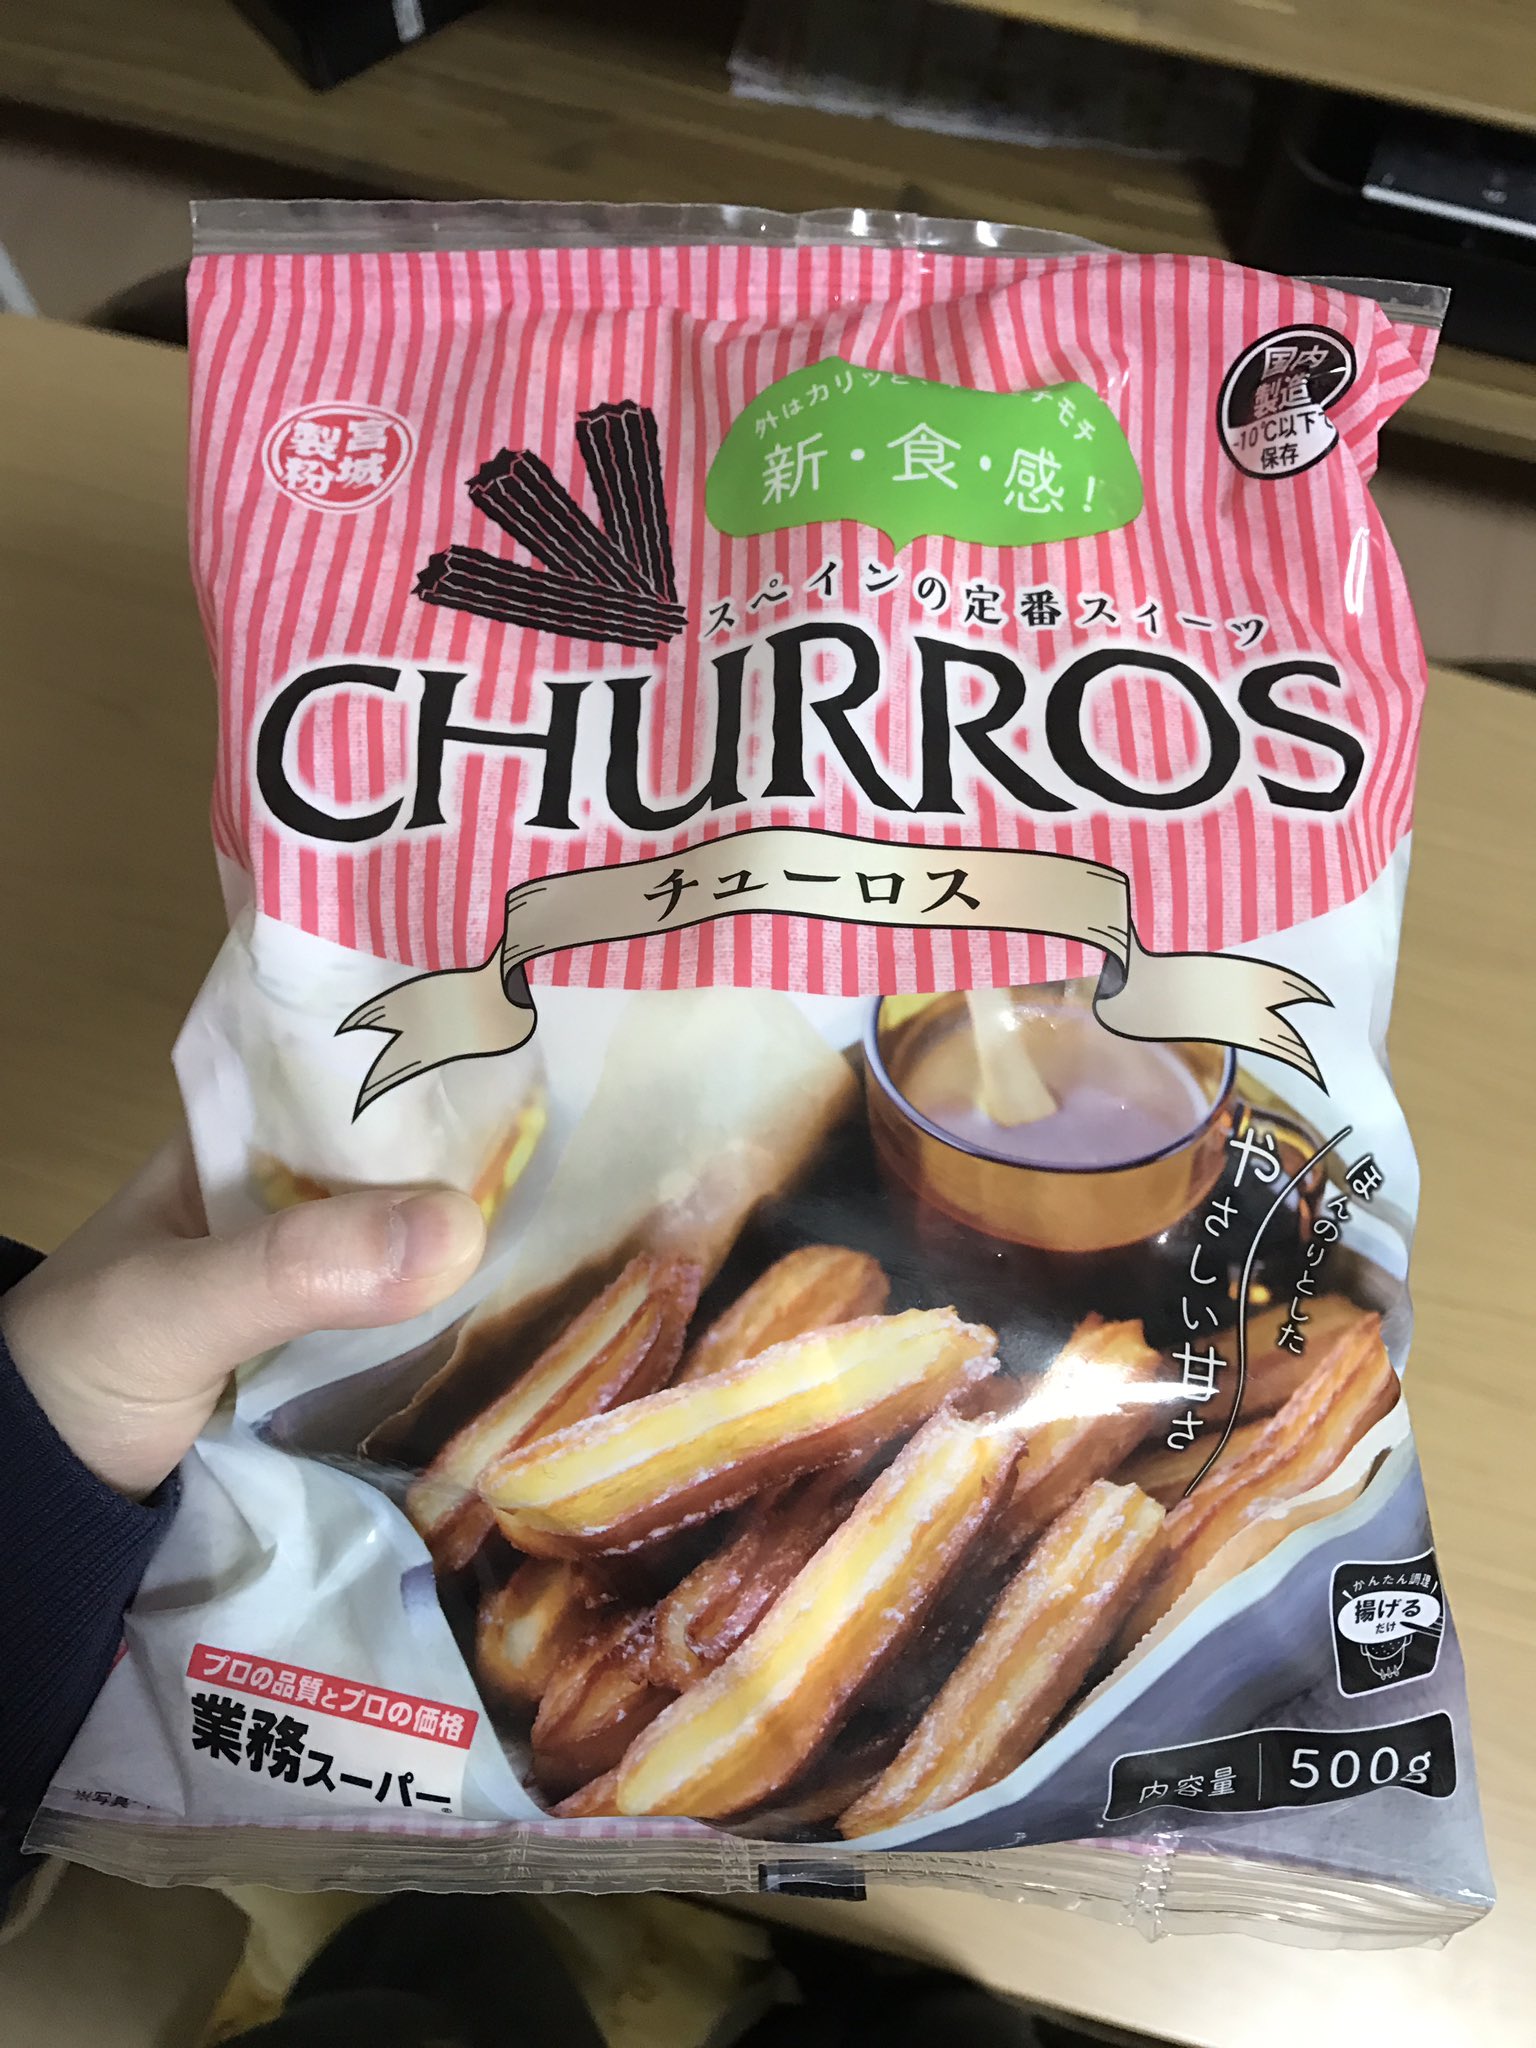 宮城
製粉
外はカリッと、
モチ
新・食・感!
国内
製造
-10℃以下で
保存
スペインの定番スイーツ
CHURROS
チューロス
ほんのりとした
やさしい甘さ
かんたん調理
揚げる
だけ
プロの品質とプロの価格
業務スーパー®
内容量 500g
※写真